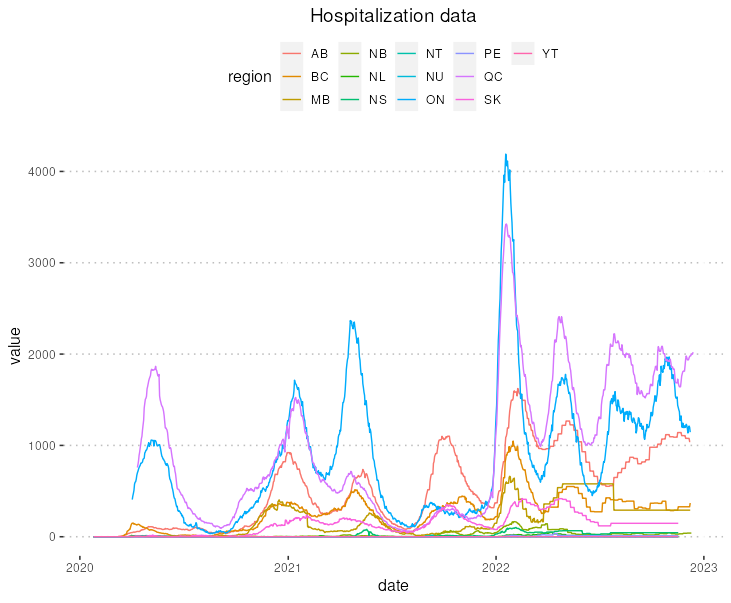 Hospitalization data
AB NB NT PE YT
region BC NL NU QC
MB NS ON SK
4000
3000
2000
value
1000
0
2020 2021 2022 2023
date